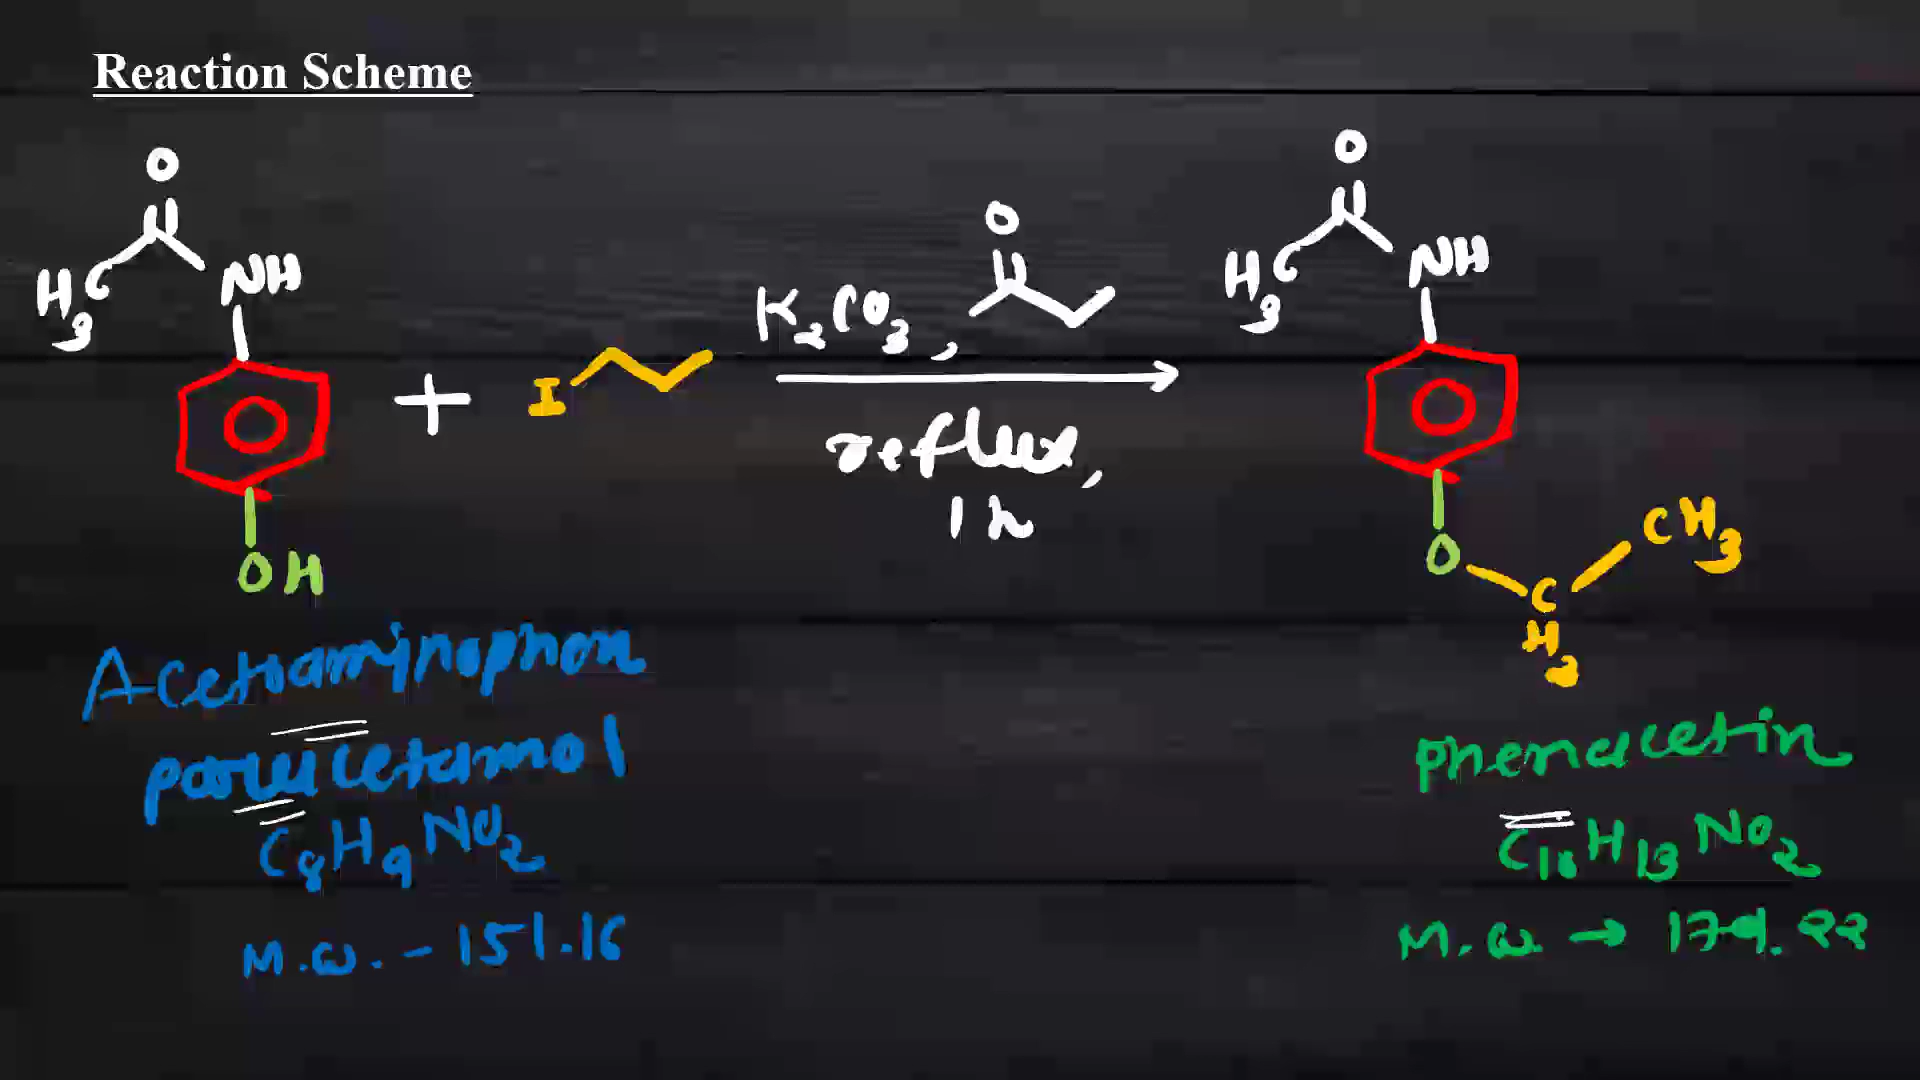 Reaction Scheme
O
H3C
NH
OH
+
I
K2CO3,
O
reflux,
1h
O
H3C
NH
O
CH3
C
H2
Acetaminophen
paracetamol
C8H9NO2
M.W. - 151.16
phenacetin
C10H13NO2
M.W. → 179.22